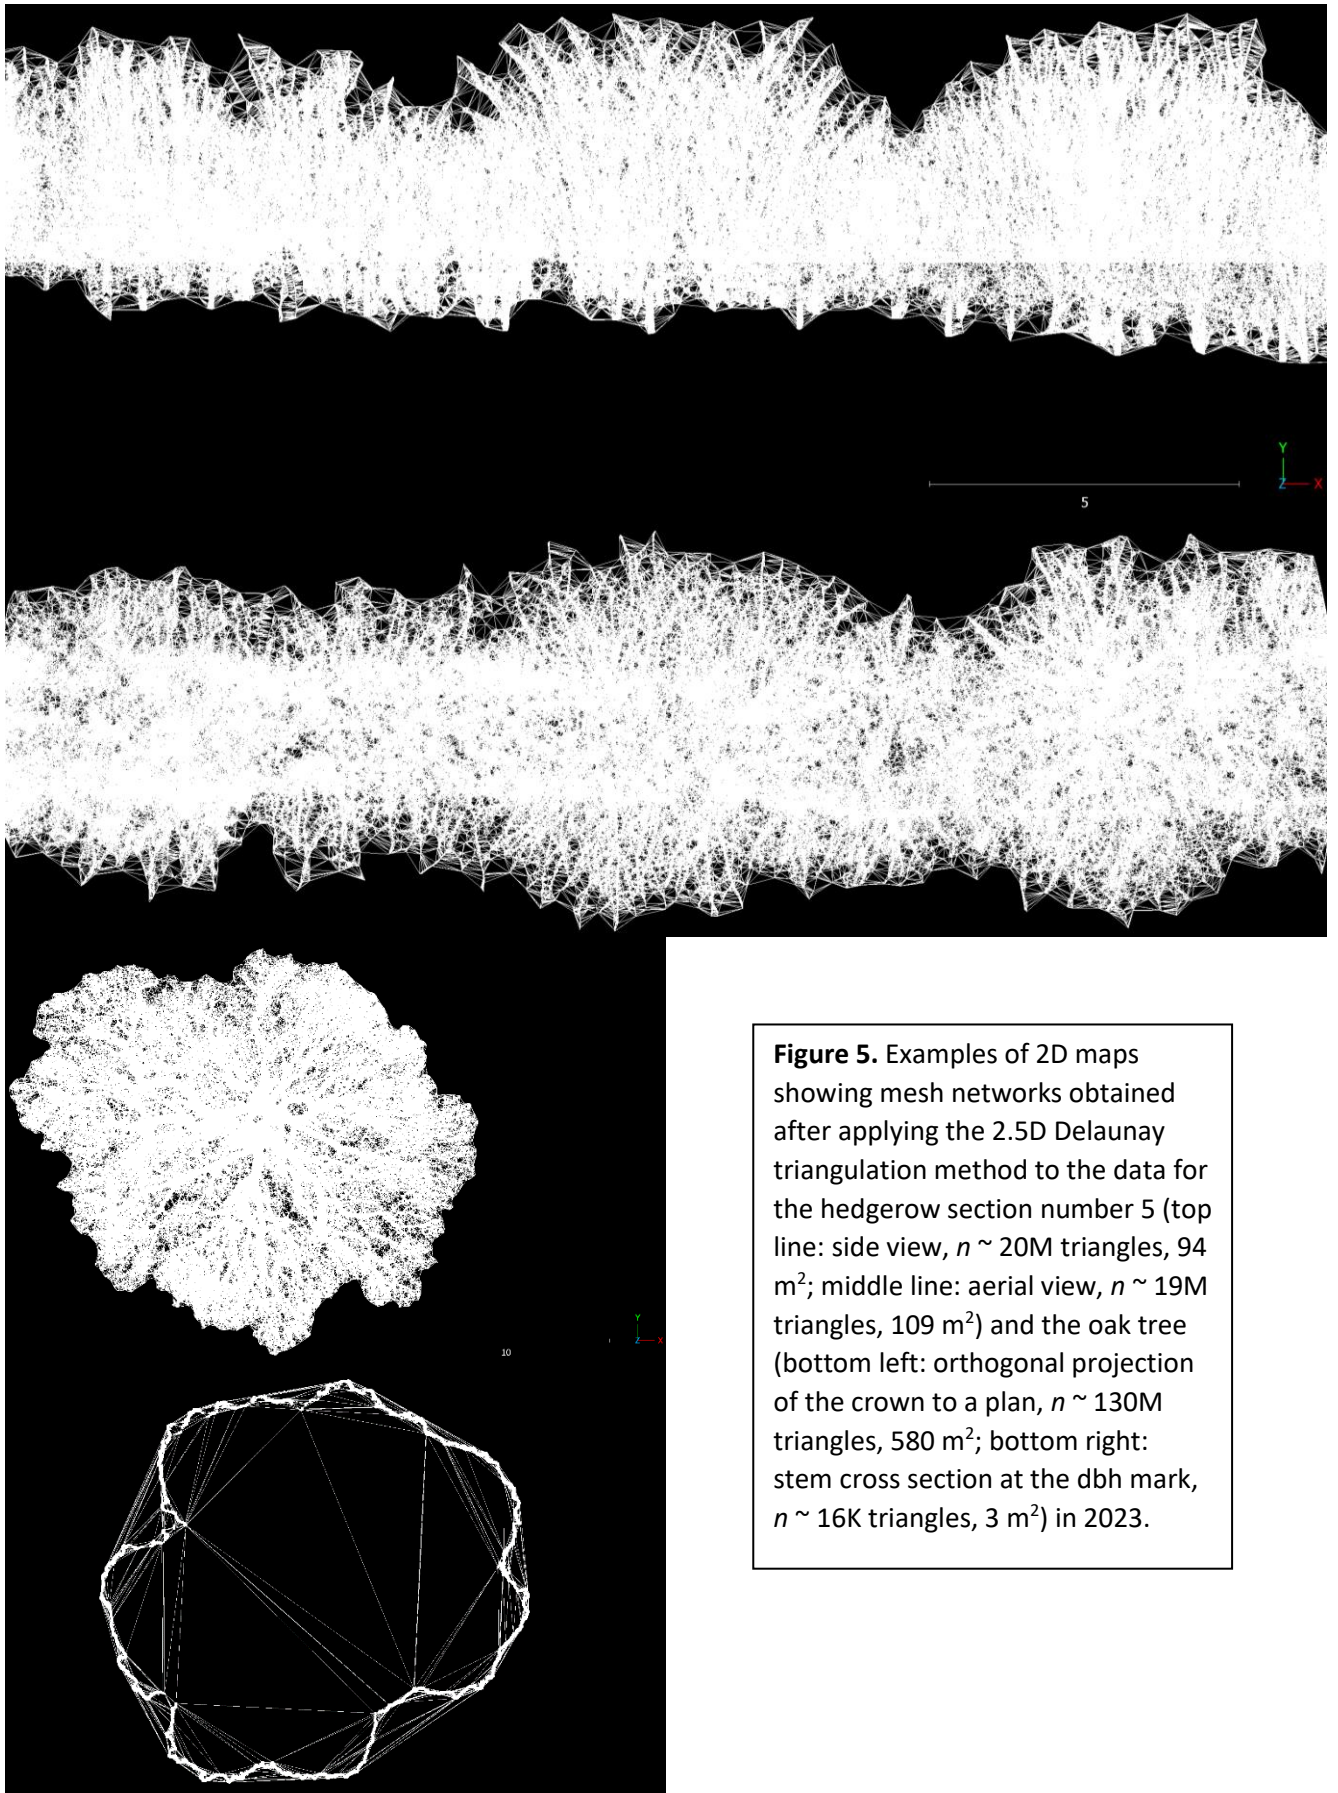 Y
Z
X
5
Y
Z
X
10
Figure 5. Examples of 2D maps
showing mesh networks obtained
after applying the 2.5D Delaunay
triangulation method to the data for
the hedgerow section number 5 (top
line: side view, n ~ 20M triangles, 94
m²; middle line: aerial view, n ~ 19M
triangles, 109 m²) and the oak tree
(bottom left: orthogonal projection
of the crown to a plan, n ~ 130M
triangles, 580 m²; bottom right:
stem cross section at the dbh mark,
n ~ 16K triangles, 3 m²) in 2023.